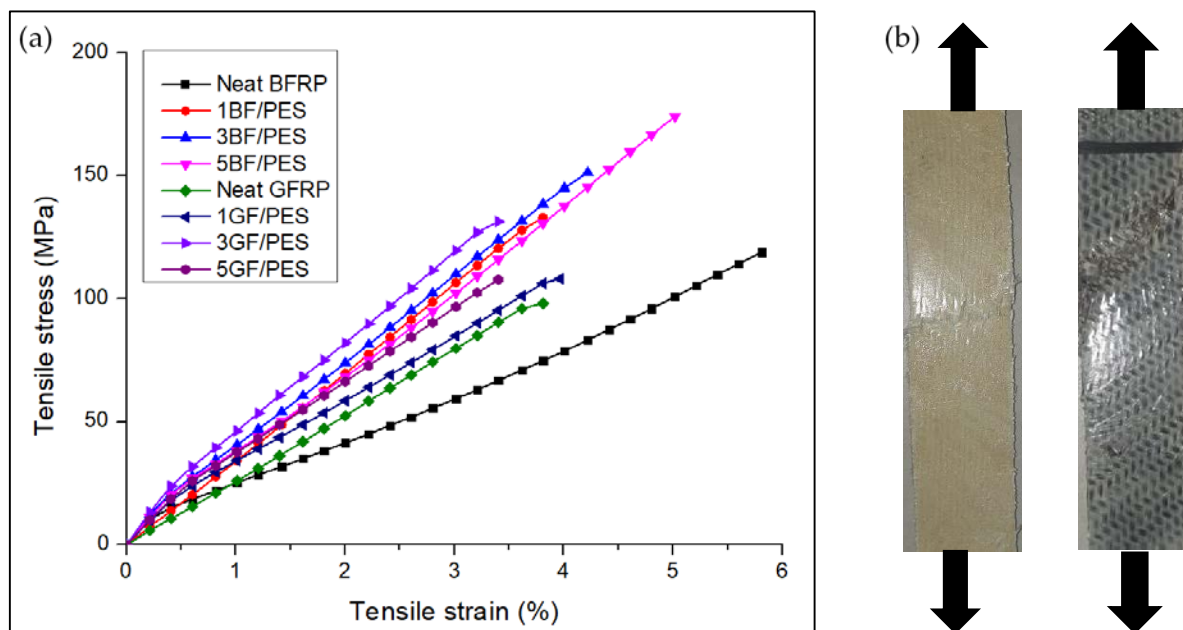 (a)
200
150
100
50
0
Tensile stress (MPa)
Neat BFRP
1BF/PES
3BF/PES
5BF/PES
Neat GFRP
1GF/PES
3GF/PES
5GF/PES
0 1 2 3 4 5 6
Tensile strain (%)
(b)